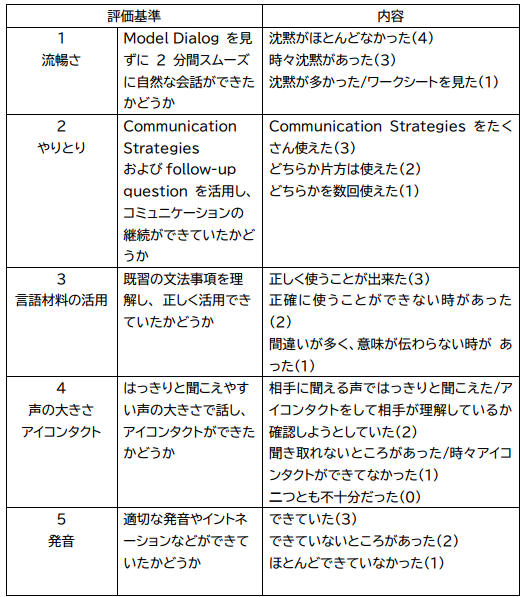 評価基準 内容
1
流暢さ
Model Dialog を見
ずに 2 分間スムーズ
に自然な会話ができた
かどうか
沈黙がほとんどなかった(4)
時々沈黙があった(3)
沈黙が多かった/ワークシートを見た(1)
2
やりとり
Communication
Strategies
および follow-up
question を活用し、
コミュニケーションの
継続ができていたかど
うか
Communication Strategies をたく
さん使えた(3)
どちらか片方は使えた(2)
どちらかを数回使えた(1)
3
言語材料の活用
既習の文法事項を理
解し、正しく活用でき
ていたかどうか
正しく使うことが出来た(3)
正確に使うことができない時があった
(2)
間違いが多く、意味が伝わらない時が あ
った(1)
4
声の大きさ
アイコンタクト
はっきりと聞こえやす
い声の大きさで話し、
アイコンタクトができた
かどうか
相手に聞える声ではっきりと聞こえた/ア
イコンタクトをして相手が理解しているか
確認しようとしていた(2)
聞き取れないところがあった/時々アイコ
ンタクトができてなかった(1)
二つとも不十分だった(0)
5
発音
適切な発音やイントネ
ーションなどができて
いたかどうか
できていた(3)
できていないところがあった(2)
ほとんどできていなかった(1)